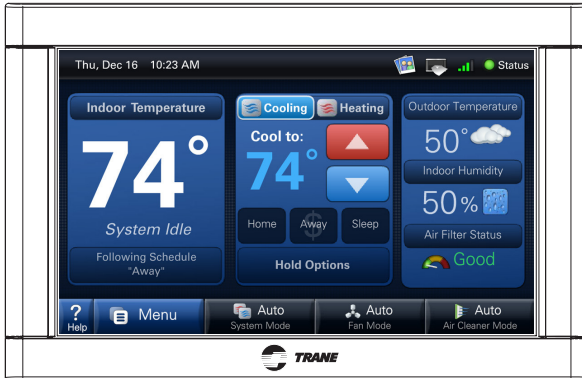 Thu, Dec 16 10:23 AM
Status
Indoor Temperature
74°
System Idle
Following Schedule
"Away"
Cooling
Heating
Cool to:
74°
Home
Away
Sleep
Hold Options
Outdoor Temperature
50°
Indoor Humidity
50%
Air Filter Status
Good
?
Help
Menu
Auto
System Mode
Auto
Fan Mode
Auto
Air Cleaner Mode
TRANE